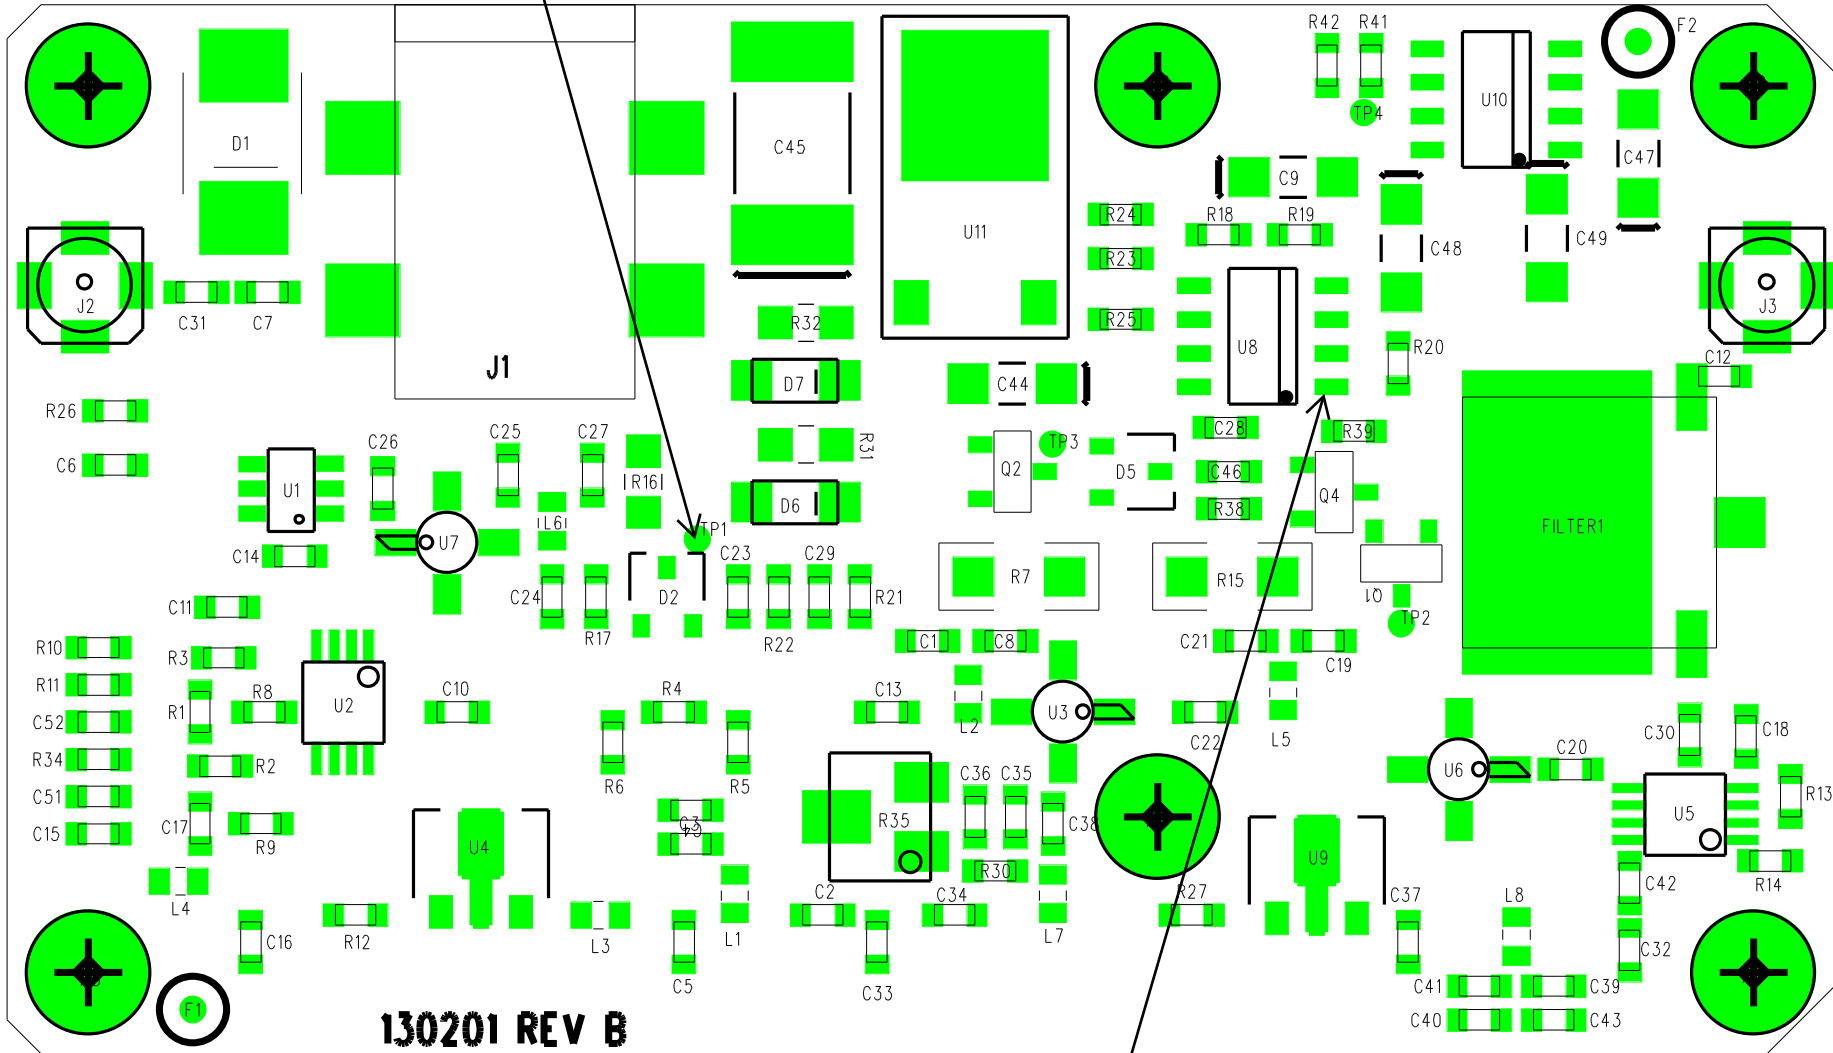 R42 R41 F2
TP4 U10
D1 C45 C47
C9
R24 R18 R19
U11 C48 C49
R23
J2 C31 C7 R32 R25 U8 R20 J3
C12
J1 D7 C44
R26
C26 C25 C27 R31 TP3 C28 R39
C6 U1 R16 Q2 D5 C46 Q4
D6 R38
L6 TP1 FILTER1
C14 U7 C23 C29
R7 R15
C11 C24 R17 D2 R22 R21 Q1 TP2
R10 R3 C1 C8 C21 C19
R11 R8 C10 R4 C13
R1 U2 L2 U3 C22 L5
C52 C30 C18
R34 R2 R6 R5 C36 C35 U6 C20
C51 R13
C15 C17 R9 U4 C3 C4 R35 C38 U9 U5
R30 C42 R14
L4 C2 C34 R27 C37 L8
C16 R12 L3 L1 L7 C32
C5 C33 C41 C39
F1 C40 C43
130201 REV B